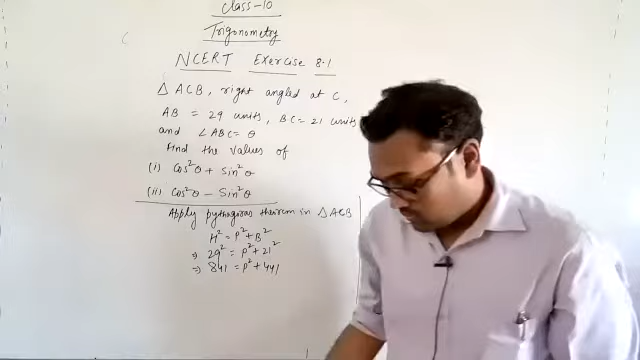 Class-10
Trigonometry
NCERT Exercise 8.1
Δ ACB, right angled at C,
AB = 29 units, BC = 21 units
and ∠ABC = θ
Find the values of
(i) Cos²θ + Sin²θ
(ii) Cos²θ − Sin²θ
Apply pythagoras theorem in Δ ACB
H² = P² + B²
⇒ 29² = P² + 21²
⇒ 841 = P² + 441